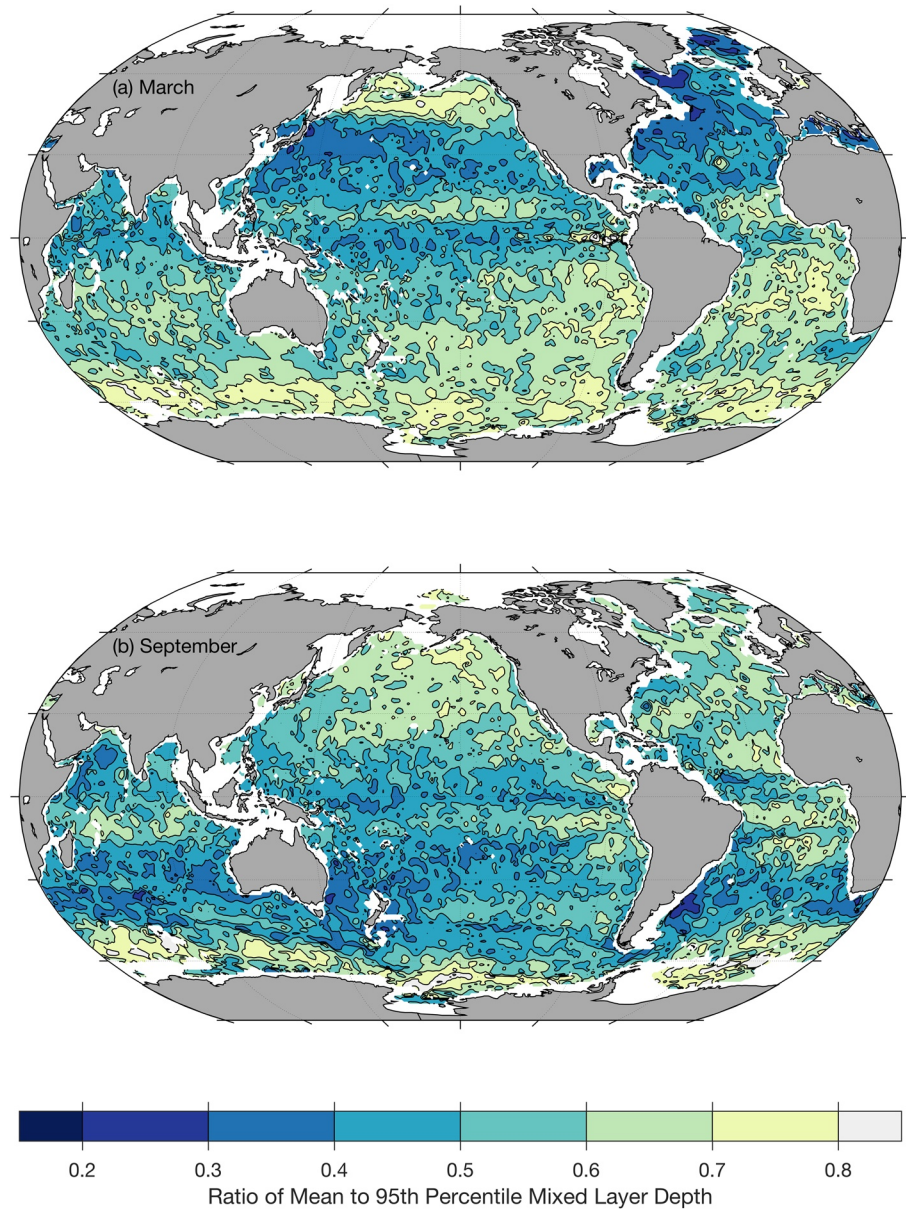 (a) March
(b) September
0.2 0.3 0.4 0.5 0.6 0.7 0.8
Ratio of Mean to 95th Percentile Mixed Layer Depth